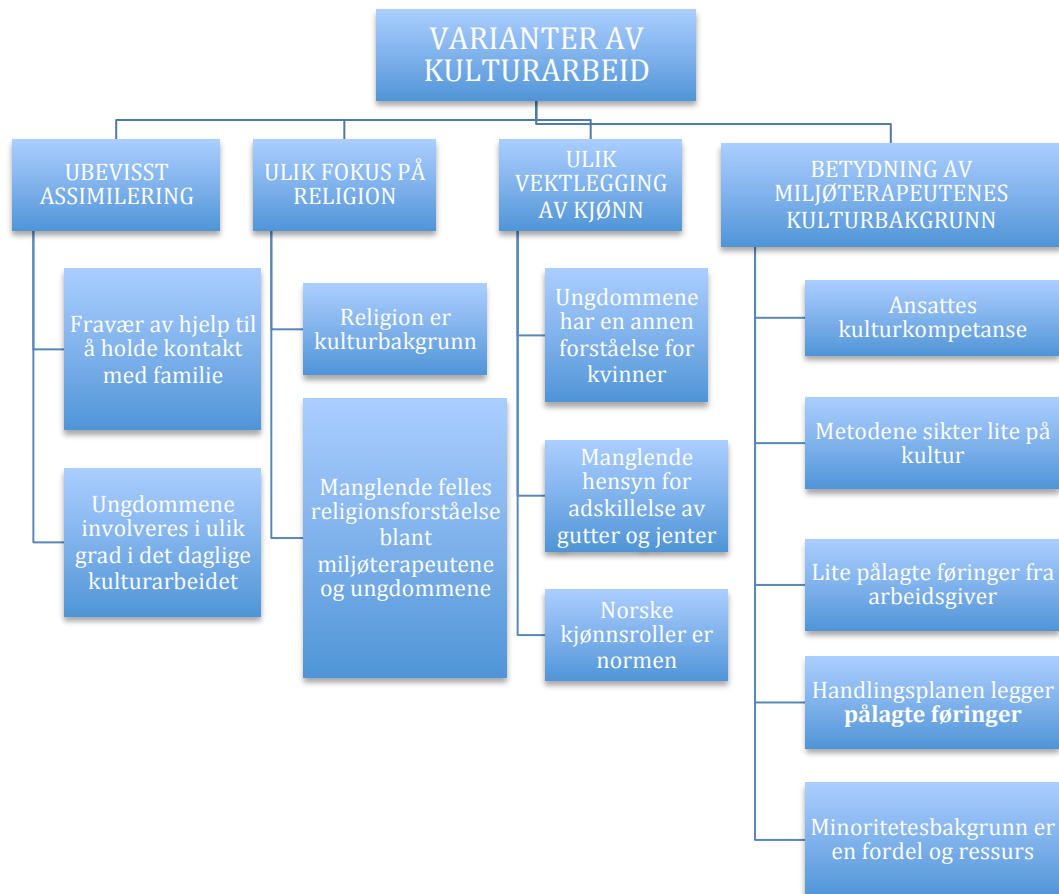 VARIANTER AV
KULTURARBEID
UBEVISST
ASSIMILERING
Fravær av hjelp til
å holde kontakt
med familie
Ungdommene
involveres i ulik
grad i det daglige
kulturarbeidet
ULIK FOKUS PÅ
RELIGION
Religion er
kulturbakgrunn
Manglende felles
religionsforståelse
blant
miljøterapeutene
og ungdommene
ULIK
VEKTLEGGING
AV KJØNN
Ungdommene
har en annen
forståelse for
kvinner
Manglende
hensyn for
adskillelse av
gutter og jenter
Norske
kjønnsroller er
normen
BETYDNING AV
MILJØTERAPEUTENES
KULTURBAKGRUNN
Ansattes
kulturkompetanse
Metodene sikter lite på
kultur
Lite pålagte føringer fra
arbeidsgiver
Handlingsplanen legger
pålagte føringer
Minoritetesbakgrunn er
en fordel og ressurs